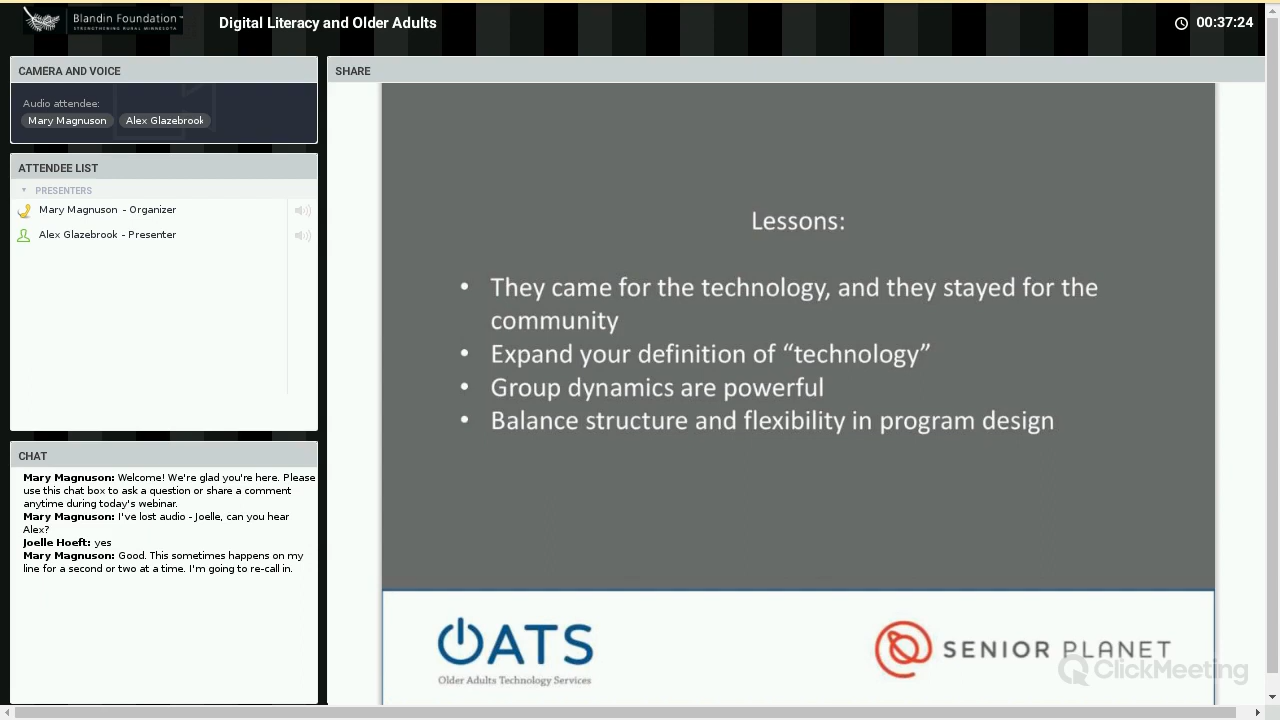 Blandin Foundation™
STRENGTHENING RURAL MINNESOTA
Digital Literacy and Older Adults
00:37:24
CAMERA AND VOICE
Audio attendee:
Mary Magnuson
Alex Glazebrook
ATTENDEE LIST
PRESENTERS
Mary Magnuson - Organizer
Alex Glazebrook - Presenter
CHAT
Mary Magnuson: Welcome! We're glad you're here. Please
use this chat box to ask a question or share a comment
anytime during today's webinar.
Mary Magnuson: I've lost audio - Joelle, can you hear
Alex?
Joelle Hoeft: yes
Mary Magnuson: Good. This sometimes happens on my
line for a second or two at a time. I'm going to re-call in.
SHARE
Lessons:
• They came for the technology, and they stayed for the
community
• Expand your definition of “technology”
• Group dynamics are powerful
• Balance structure and flexibility in program design
OATS
Older Adults Technology Services
SENIOR PLANET
ClickMeeting